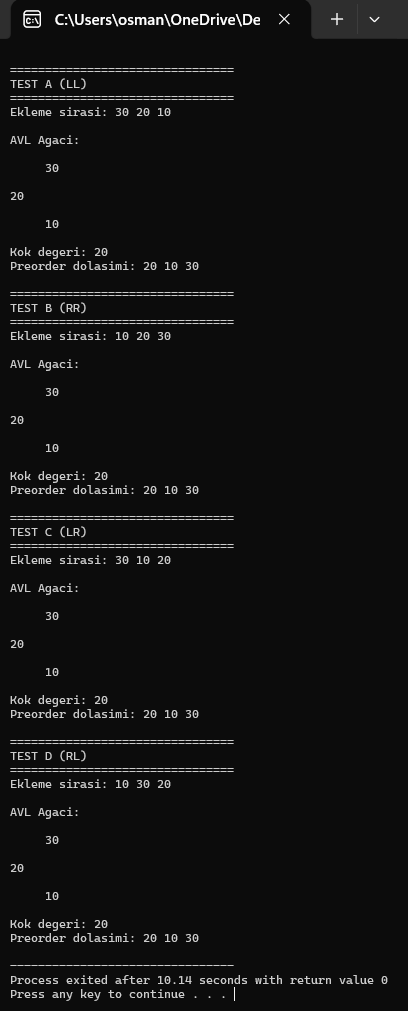 C:\Users\osman\OneDrive\De
================================
TEST A (LL)
================================
Ekleme sirasi: 30 20 10
AVL Agaci:
30
20
10
Kok degeri: 20
Preorder dolasimi: 20 10 30
================================
TEST B (RR)
================================
Ekleme sirasi: 10 20 30
AVL Agaci:
30
20
10
Kok degeri: 20
Preorder dolasimi: 20 10 30
================================
TEST C (LR)
================================
Ekleme sirasi: 30 10 20
AVL Agaci:
30
20
10
Kok degeri: 20
Preorder dolasimi: 20 10 30
================================
TEST D (RL)
================================
Ekleme sirasi: 10 30 20
AVL Agaci:
30
20
10
Kok degeri: 20
Preorder dolasimi: 20 10 30
--------------------------------
Process exited after 10.14 seconds with return value 0
Press any key to continue . . .